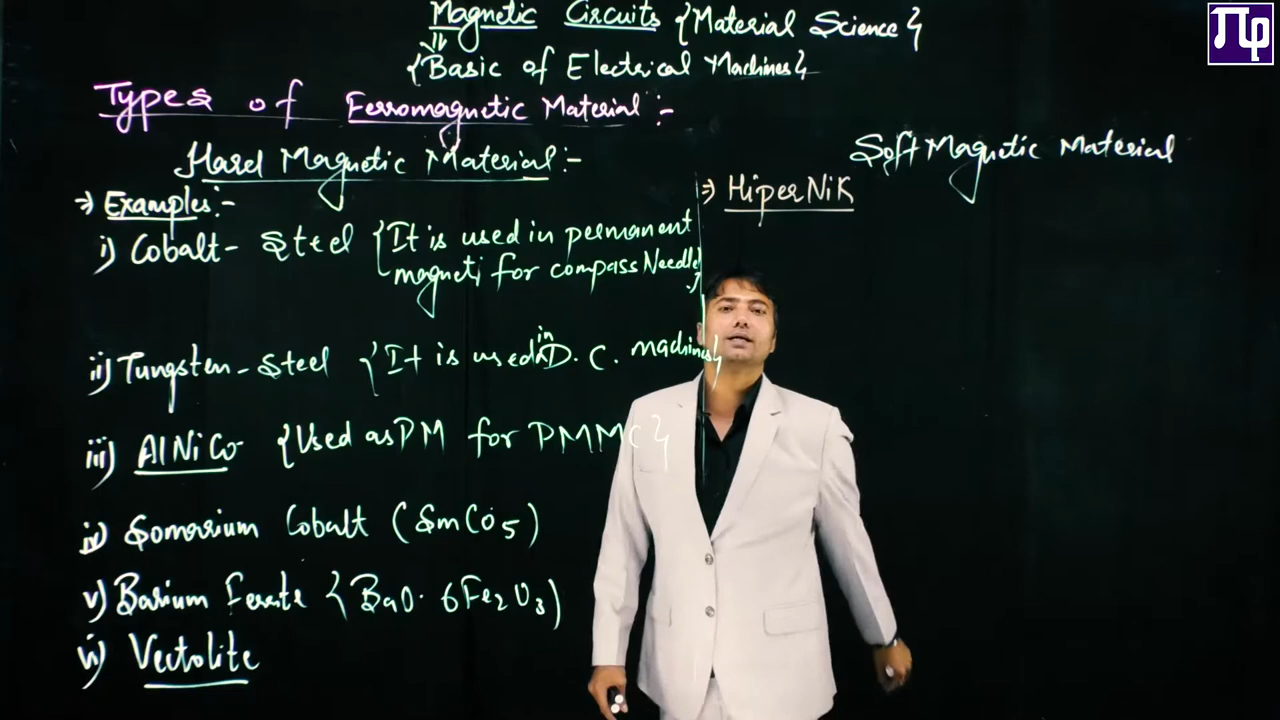 Magnetic Circuits {Material Science}
⇓
{Basic of Electrical Machines}
Types of Ferromagnetic Material :-
Hard Magnetic Material :-
⇒ Examples :-
i) Cobalt - Steel {It is used in permanent
magnets for compass Needle}
ii) Tungsten - Steel {It is used in D. C. machines}
iii) AlNiCo {Used as PM for PMMC}
iv) Somarium Cobalt (SmCo5)
v) Barium Ferrite {BaO. 6Fe2O3)
vi) Vectolite
Soft Magnetic Material
⇒ HiperNiK
Πφ